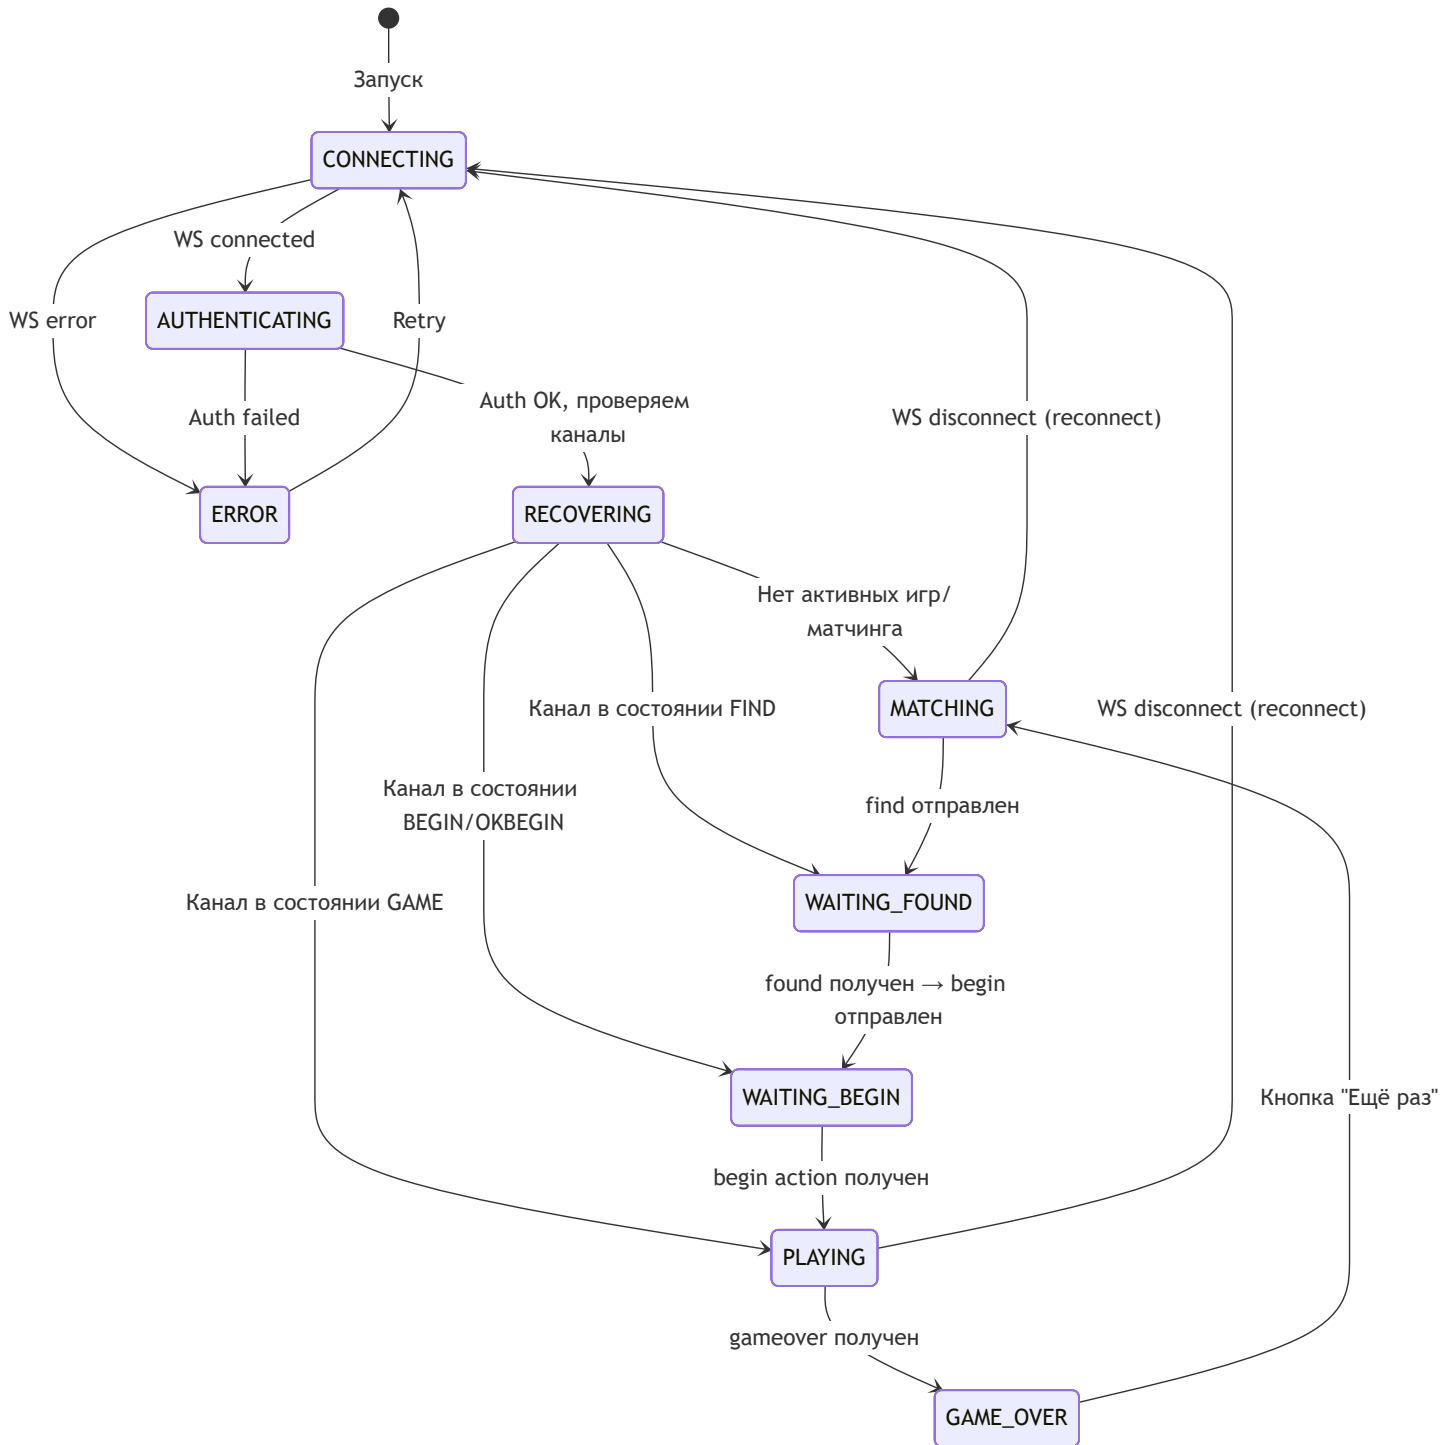 Запуск
CONNECTING
WS connected
WS error
AUTHENTICATING
Retry
Auth OK, проверяем
каналы
Auth failed
WS disconnect (reconnect)
ERROR
RECOVERING
Нет активных игр/
матчинга
Канал в состоянии FIND
MATCHING
WS disconnect (reconnect)
Канал в состоянии
BEGIN/OKBEGIN
find отправлен
Канал в состоянии GAME
WAITING_FOUND
found получен → begin
отправлен
WAITING_BEGIN
Кнопка "Ещё раз"
begin action получен
PLAYING
gameover получен
GAME_OVER